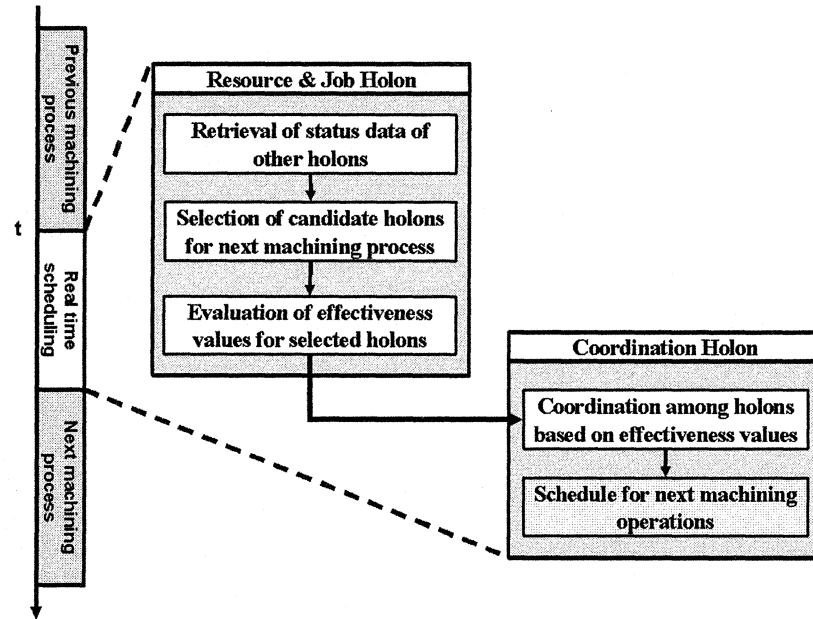 Previous machining
process
t
Real time
scheduling
Next machining
process
Resource & Job Holon
Retrieval of status data of
other holons
Selection of candidate holons
for next machining process
Evaluation of effectiveness
values for selected holons
Coordination Holon
Coordination among holons
based on effectiveness values
Schedule for next machining
operations